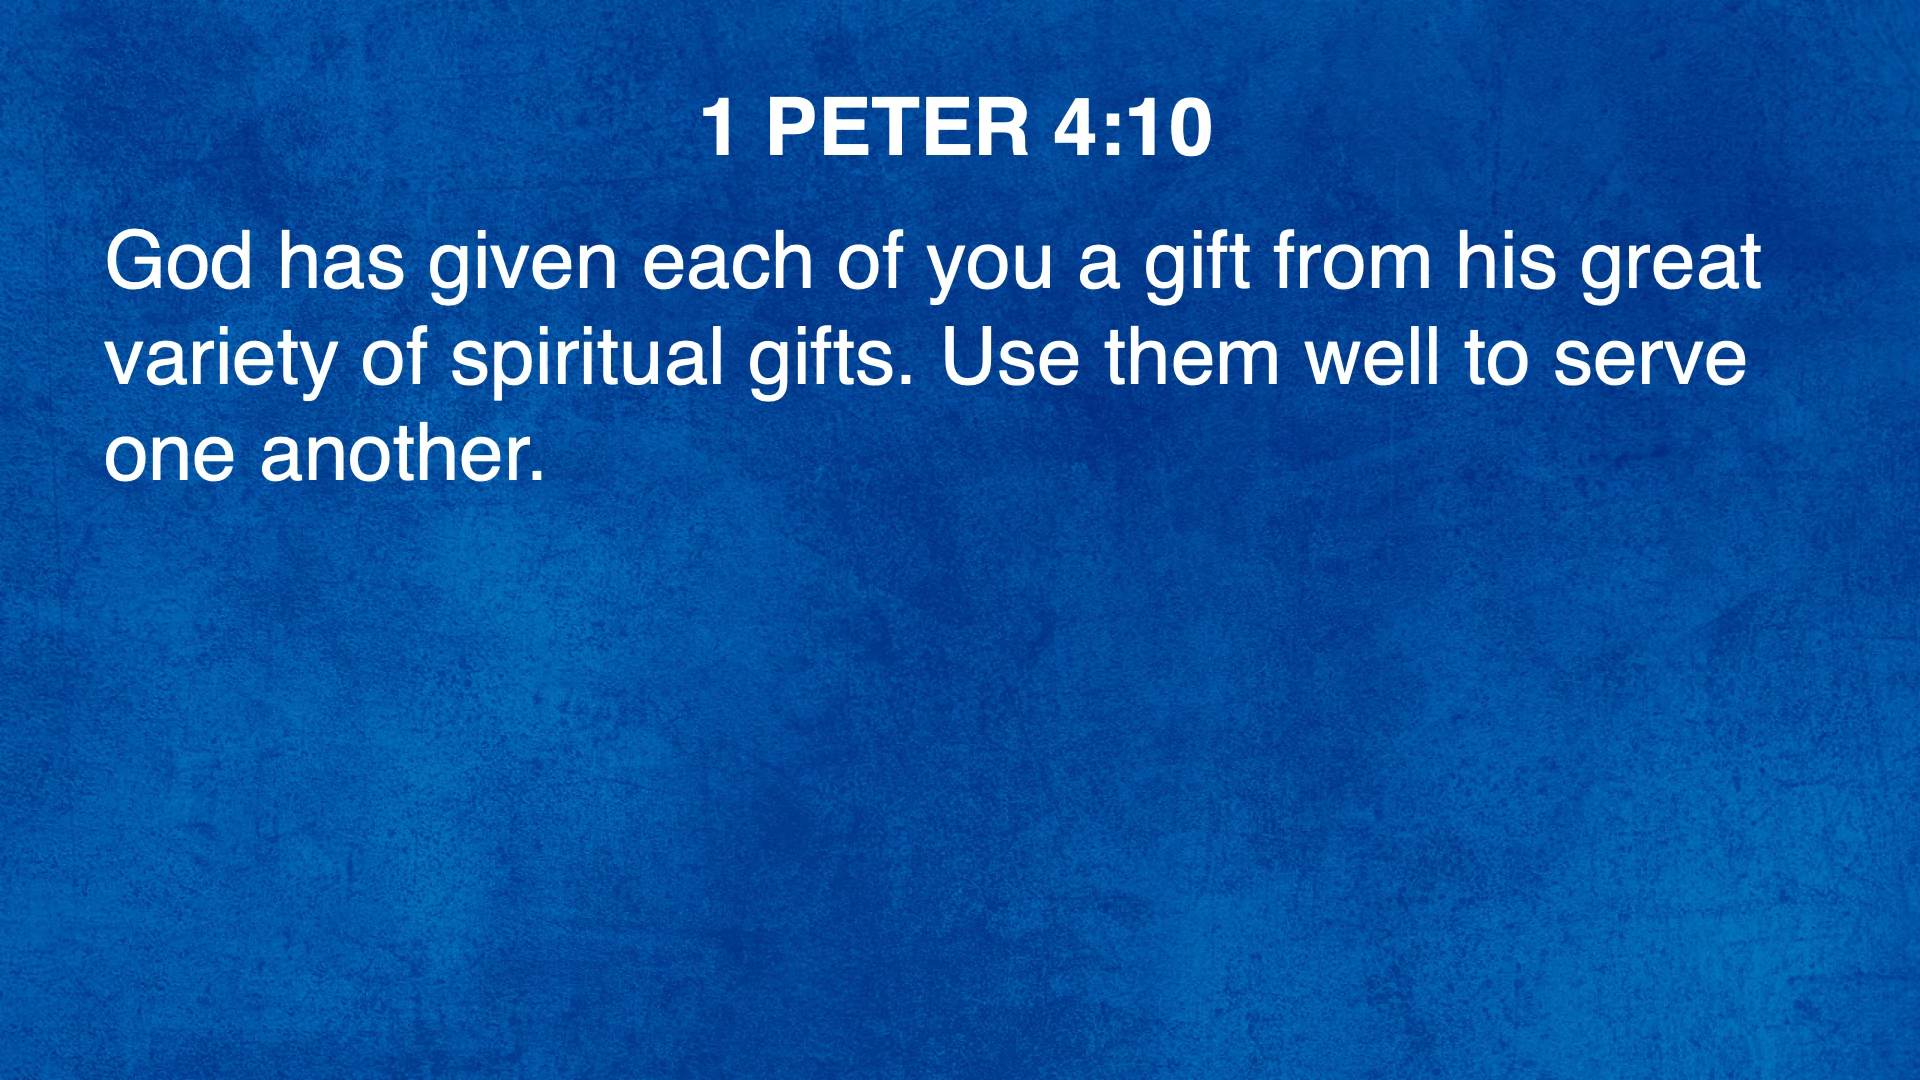 1 PETER 4:10
God has given each of you a gift from his great
variety of spiritual gifts. Use them well to serve
one another.